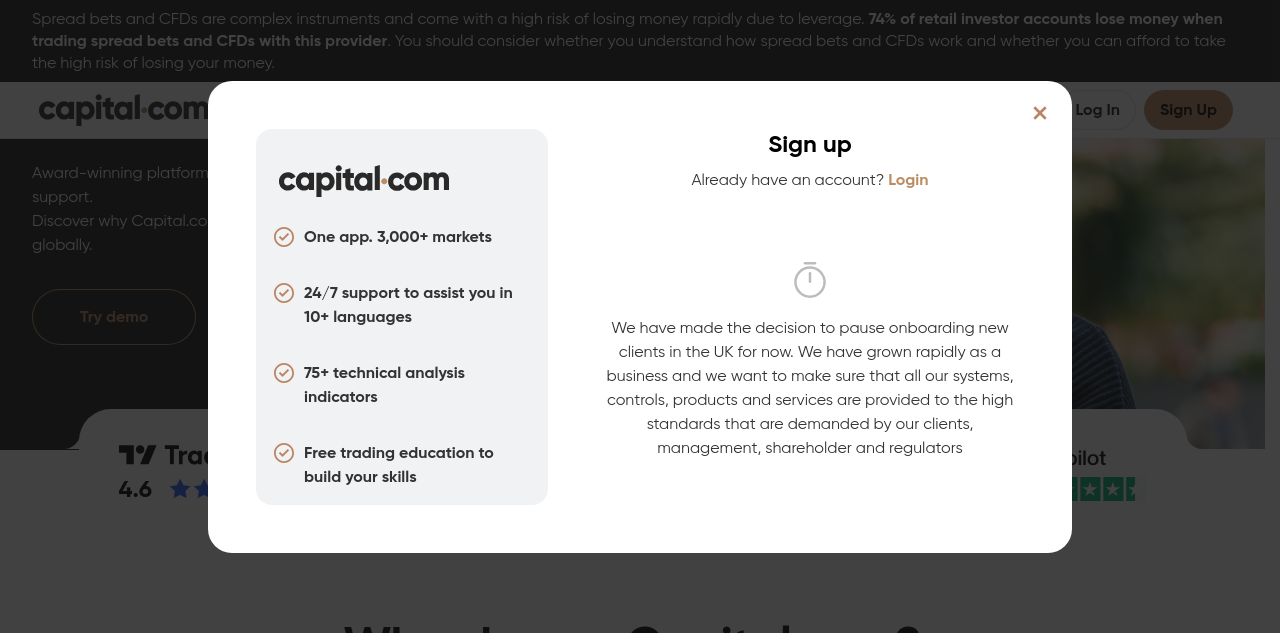 Spread bets and CFDs are complex instruments and come with a high risk of losing money rapidly due to leverage. 74% of retail investor accounts lose money when
trading spread bets and CFDs with this provider. You should consider whether you understand how spread bets and CFDs work and whether you can afford to take
the high risk of losing your money.
capital.com
Log In
Sign Up
Award-winning platform
support.
Discover why Capital.co
globally.
Try demo
4.6
capital.com
One app. 3,000+ markets
24/7 support to assist you in
10+ languages
75+ technical analysis
indicators
Free trading education to
build your skills
Sign up
Already have an account? Login
We have made the decision to pause onboarding new
clients in the UK for now. We have grown rapidly as a
business and we want to make sure that all our systems,
controls, products and services are provided to the high
standards that are demanded by our clients,
management, shareholder and regulators